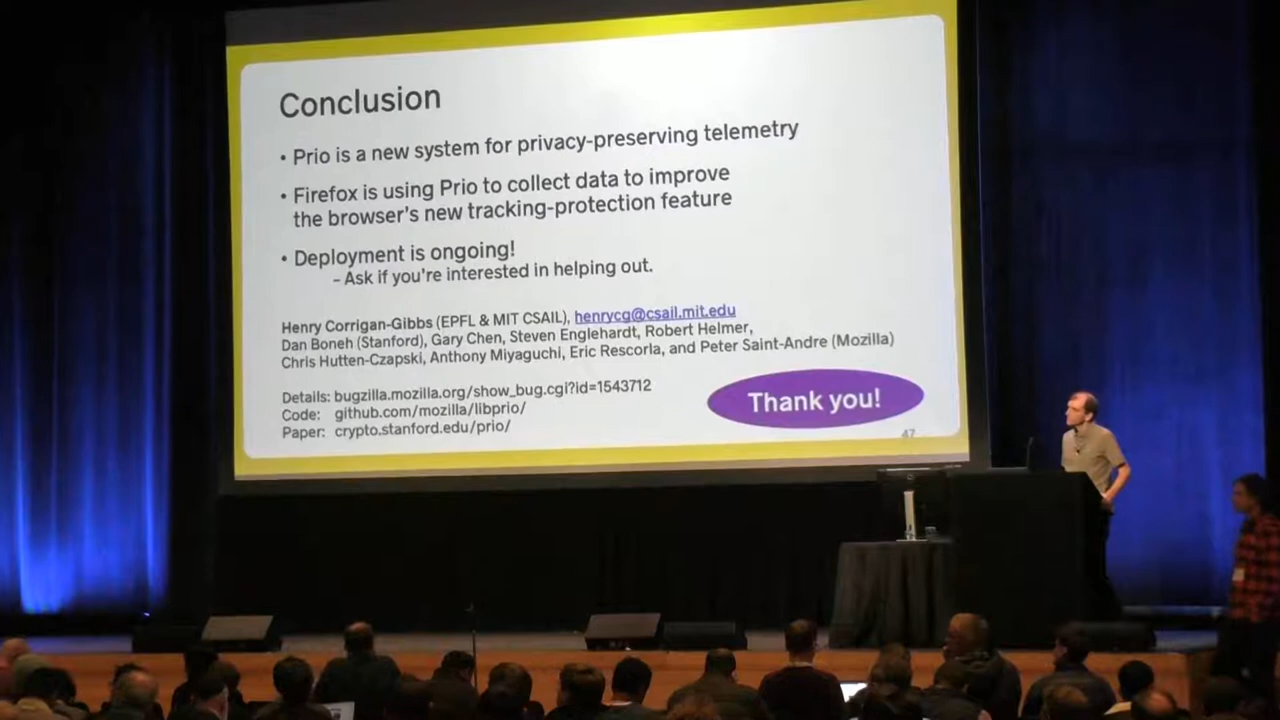 Conclusion
• Prio is a new system for privacy-preserving telemetry
• Firefox is using Prio to collect data to improve
the browser's new tracking-protection feature
• Deployment is ongoing!
– Ask if you're interested in helping out.
Henry Corrigan-Gibbs (EPFL & MIT CSAIL), henrycg@csail.mit.edu
Dan Boneh (Stanford), Gary Chen, Steven Englehardt, Robert Helmer,
Chris Hutten-Czapski, Anthony Miyaguchi, Eric Rescorla, and Peter Saint-Andre (Mozilla)
Details: bugzilla.mozilla.org/show_bug.cgi?id=1543712
Code: github.com/mozilla/libprio/
Paper: crypto.stanford.edu/prio/
Thank you!
47